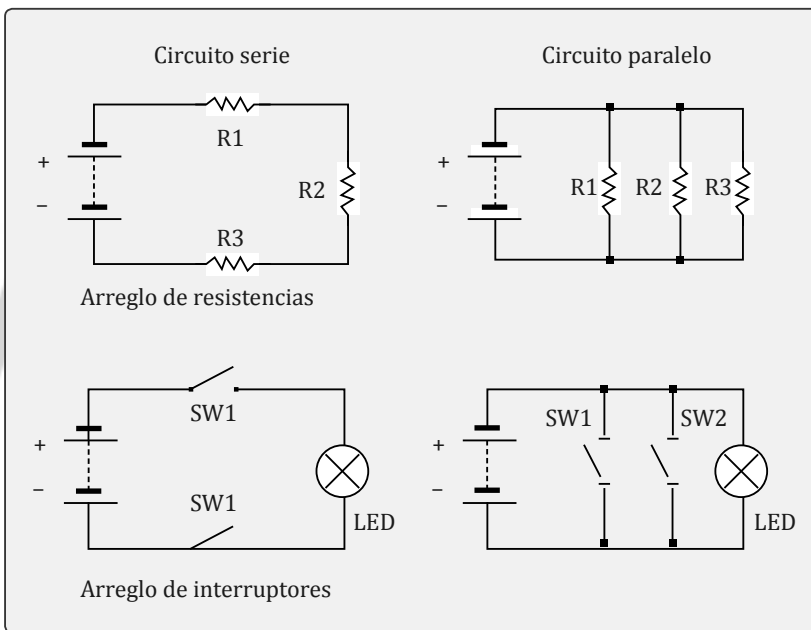 Circuito serie
Circuito paralelo
R1
+
R2
−
R3
+
R1
R2
R3
−
Arreglo de resistencias
SW1
+
−
SW1
LED
SW1
SW2
+
−
LED
Arreglo de interruptores